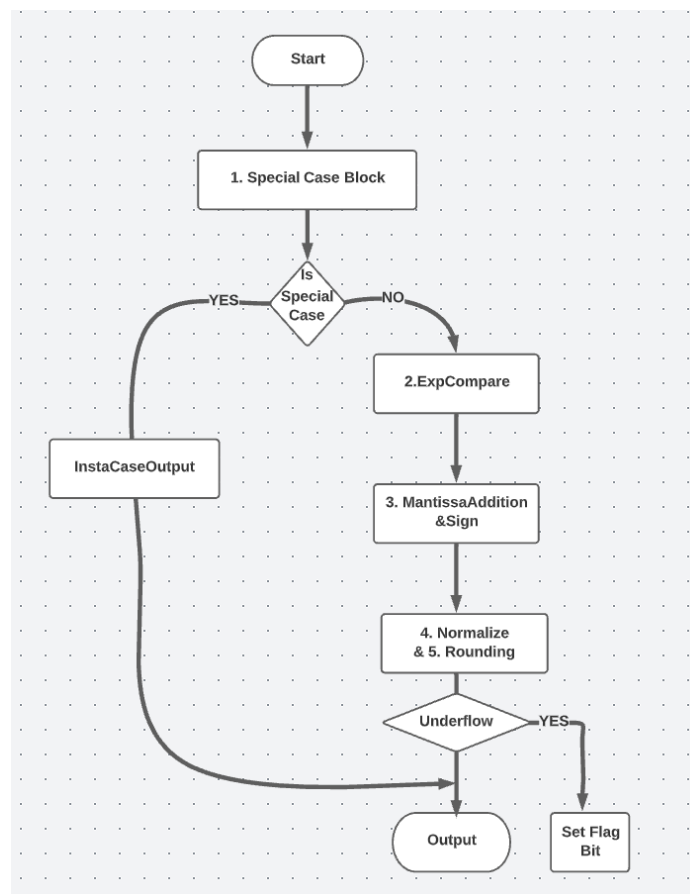 Start
1. Special Case Block
Is
Special
Case
YES
NO
2.ExpCompare
InstaCaseOutput
3. MantissaAddition
&Sign
4. Normalize
& 5. Rounding
Underflow
YES
Output
Set Flag
Bit